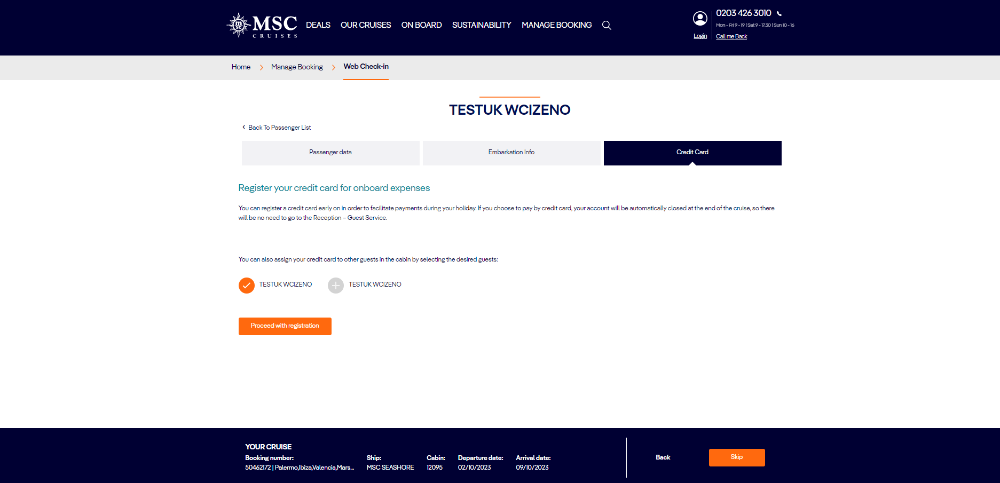 MSC
CRUISES
DEALS OUR CRUISES ON BOARD SUSTAINABILITY MANAGE BOOKING
Login
0203 426 3010
Mon - Fri 9 - 19 | Sat 9 - 17.30 | Sun 10 - 16
Call me Back
Home Manage Booking Web Check-in
TESTUK WCIZENO
Back To Passenger List
Passenger data Embarkation Info Credit Card
Register your credit card for onboard expenses
You can register a credit card early on in order to facilitate payments during your holiday. If you choose to pay by credit card, your account will be automatically closed at the end of the cruise, so there
will be no need to go to the Reception – Guest Service.
You can also assign your credit card to other guests in the cabin by selecting the desired guests:
TESTUK WCIZENO TESTUK WCIZENO
Proceed with registration
YOUR CRUISE
Booking number: Ship: Cabin: Departure date: Arrival date:
50462172 | Palermo,Ibiza,Valencia,Mars... MSC SEASHORE 12095 02/10/2023 09/10/2023
Back Skip